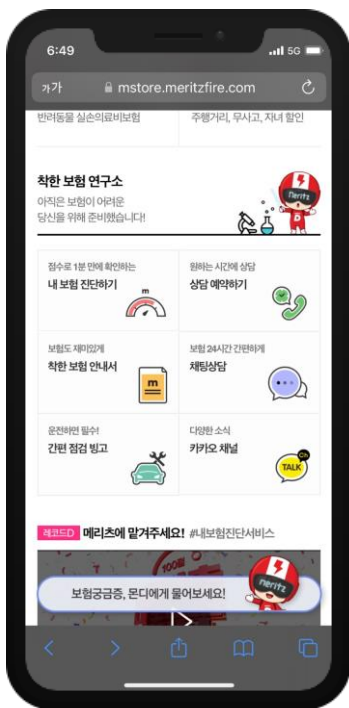 6:49
5G
가가 mstore.meritzfire.com
반려동물 실손의료비보험
주행거리, 무사고, 자녀 할인
착한 보험 연구소
아직은 보험이 어려운
당신을 위해 준비했습니다!
meritz
점수로 1분 만에 확인하는
내 보험 진단하기
m
원하는 시간에 상담
상담 예약하기
보험도 재미있게
착한 보험 안내서
m
보험 24시간 간편하게
채팅상담
운전하면 필수!
간편 점검 빙고
다양한 소식
카카오 채널
Ch
TALK
레코드D 메리츠에 맡겨주세요! #내보험진단서비스
100월
보험궁금증, 몬디에게 물어보세요!
meritz